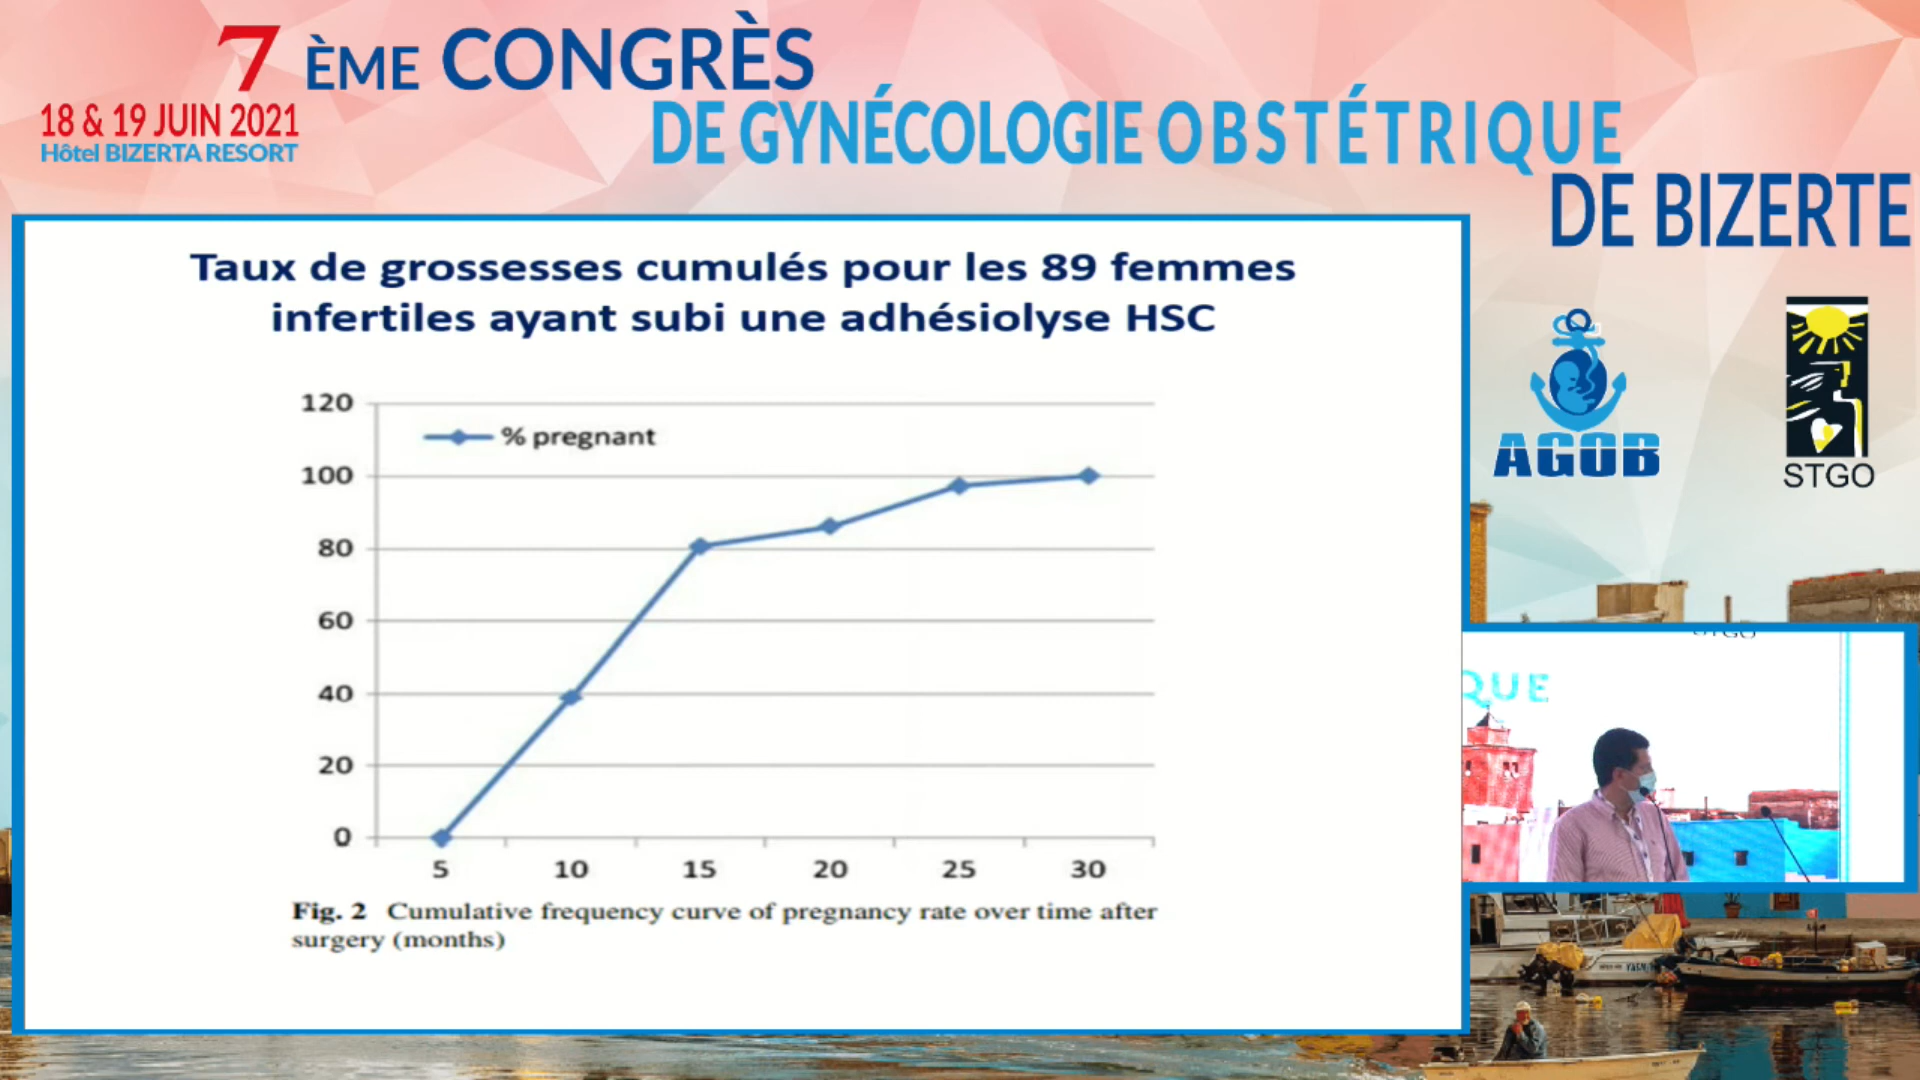 7 ÈME CONGRÈS
DE GYNÉCOLOGIE OBSTÉTRIQUE
DE BIZERTE
18 & 19 JUIN 2021
Hôtel BIZERTA RESORT
Taux de grossesses cumulés pour les 89 femmes
infertiles ayant subi une adhésiolyse HSC
120
100
80
60
40
20
0
% pregnant
5 10 15 20 25 30
Fig. 2 Cumulative frequency curve of pregnancy rate over time after
surgery (months)
AGOB
STGO
QUE